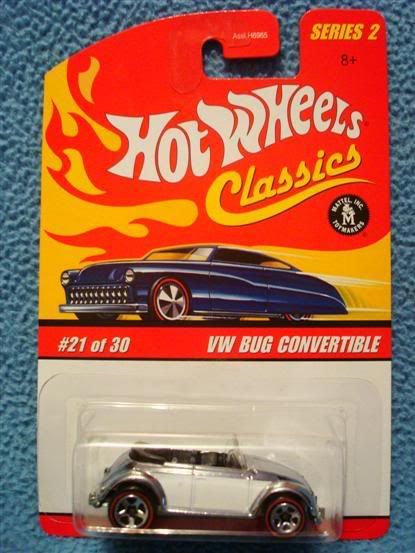 Asst. H6965
SERIES 2
8+
HOT WHEELS®
Classics
MATTEL, INC.
M
TOYMAKERS
#21 of 30
VW BUG CONVERTIBLE